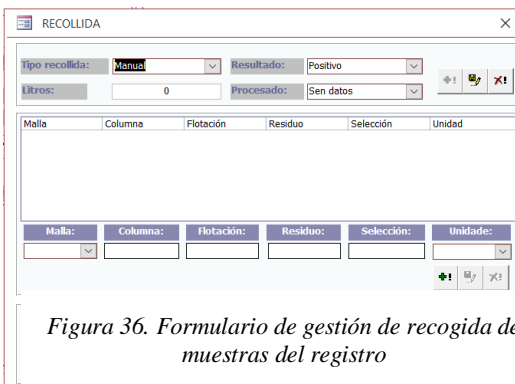 RECOLLIDA
Tipo recollida: Manual Resultado: Positivo
Litros: 0 Procesado: Sen datos
Malla Columna Flotación Residuo Selección Unidad
Malla: Columna: Flotación: Residuo: Selección: Unidade:
Figura 36. Formulario de gestión de recogida de
muestras del registro